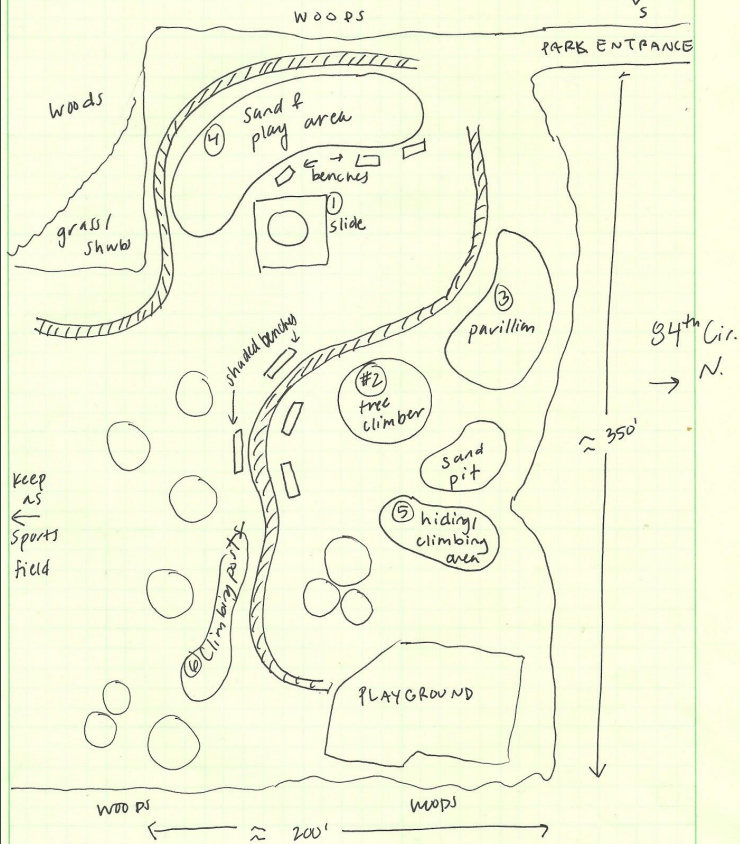 WOODS
S
PARK ENTRANCE
woods
4
sand &
play area
← →
benches
1
slide
grass/
shwbs
3
pavillion
84th Cir.
→ N.
shaded benches
#2
tree
climber
≈ 350'
sand
pit
keep
as
←
sports
field
5
hiding/
climbing
area
6 Climbing points
PLAYGROUND
WOODS
WOODS
≈ 200'